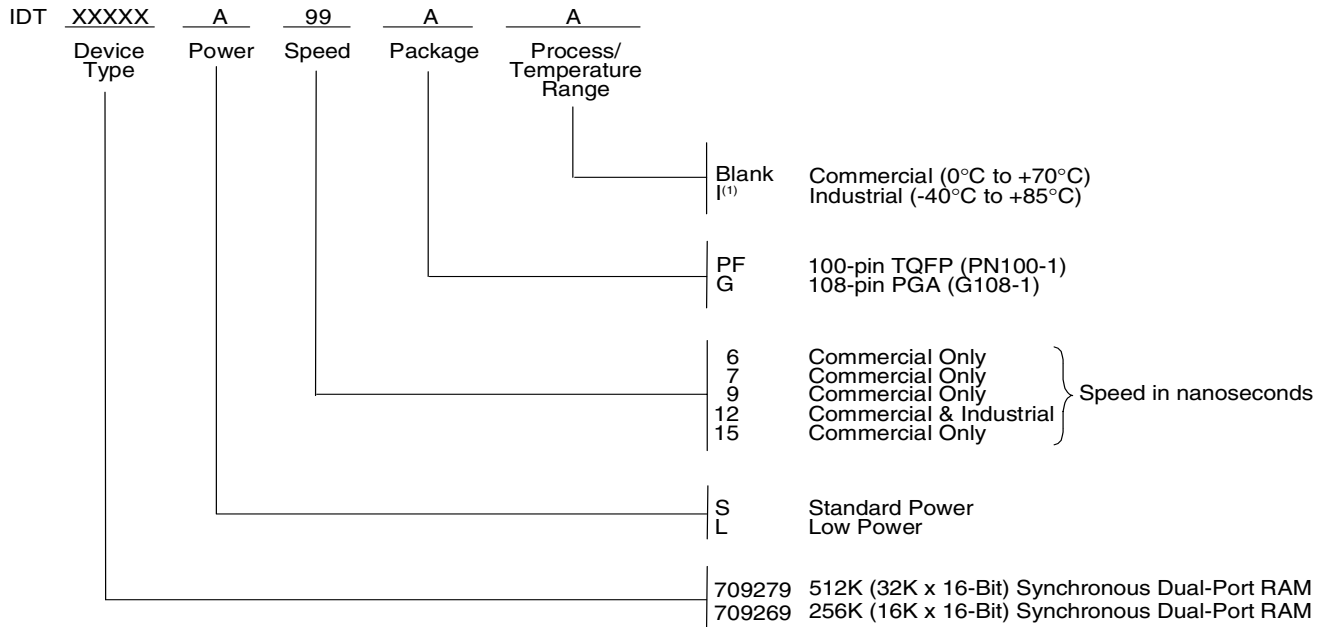 IDT XXXXX A 99 A A
Device Type Power Speed Package Process/ Temperature Range
Blank Commercial (0°C to +70°C)
I(1) Industrial (-40°C to +85°C)
PF 100-pin TQFP (PN100-1)
G 108-pin PGA (G108-1)
6 Commercial Only
7 Commercial Only
9 Commercial Only
12 Commercial & Industrial
15 Commercial Only
Speed in nanoseconds
S Standard Power
L Low Power
709279 512K (32K x 16-Bit) Synchronous Dual-Port RAM
709269 256K (16K x 16-Bit) Synchronous Dual-Port RAM